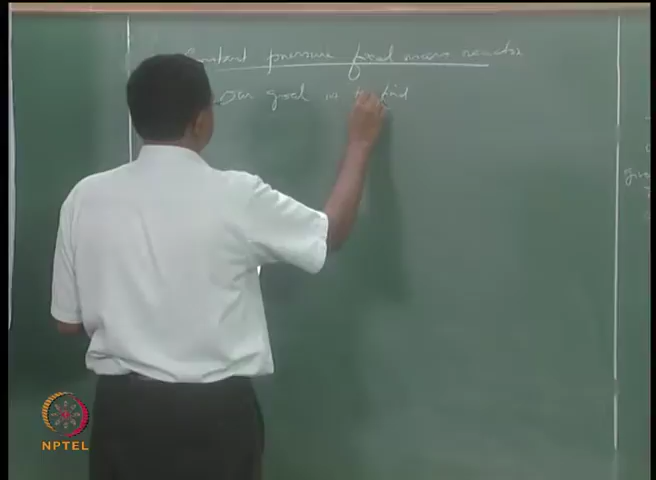 Constant pressure fixed mass reactor
Our goal is to find
NPTEL